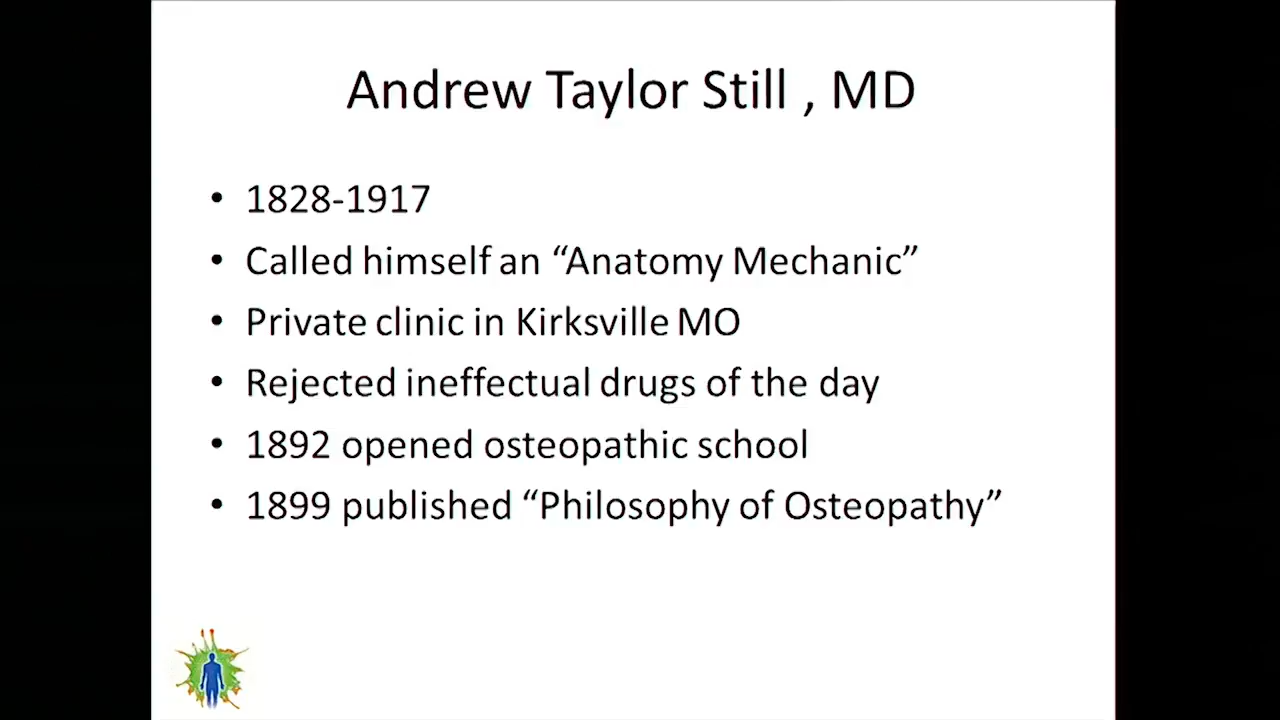 Andrew Taylor Still , MD
• 1828-1917
• Called himself an “Anatomy Mechanic”
• Private clinic in Kirksville MO
• Rejected ineffectual drugs of the day
• 1892 opened osteopathic school
• 1899 published “Philosophy of Osteopathy”